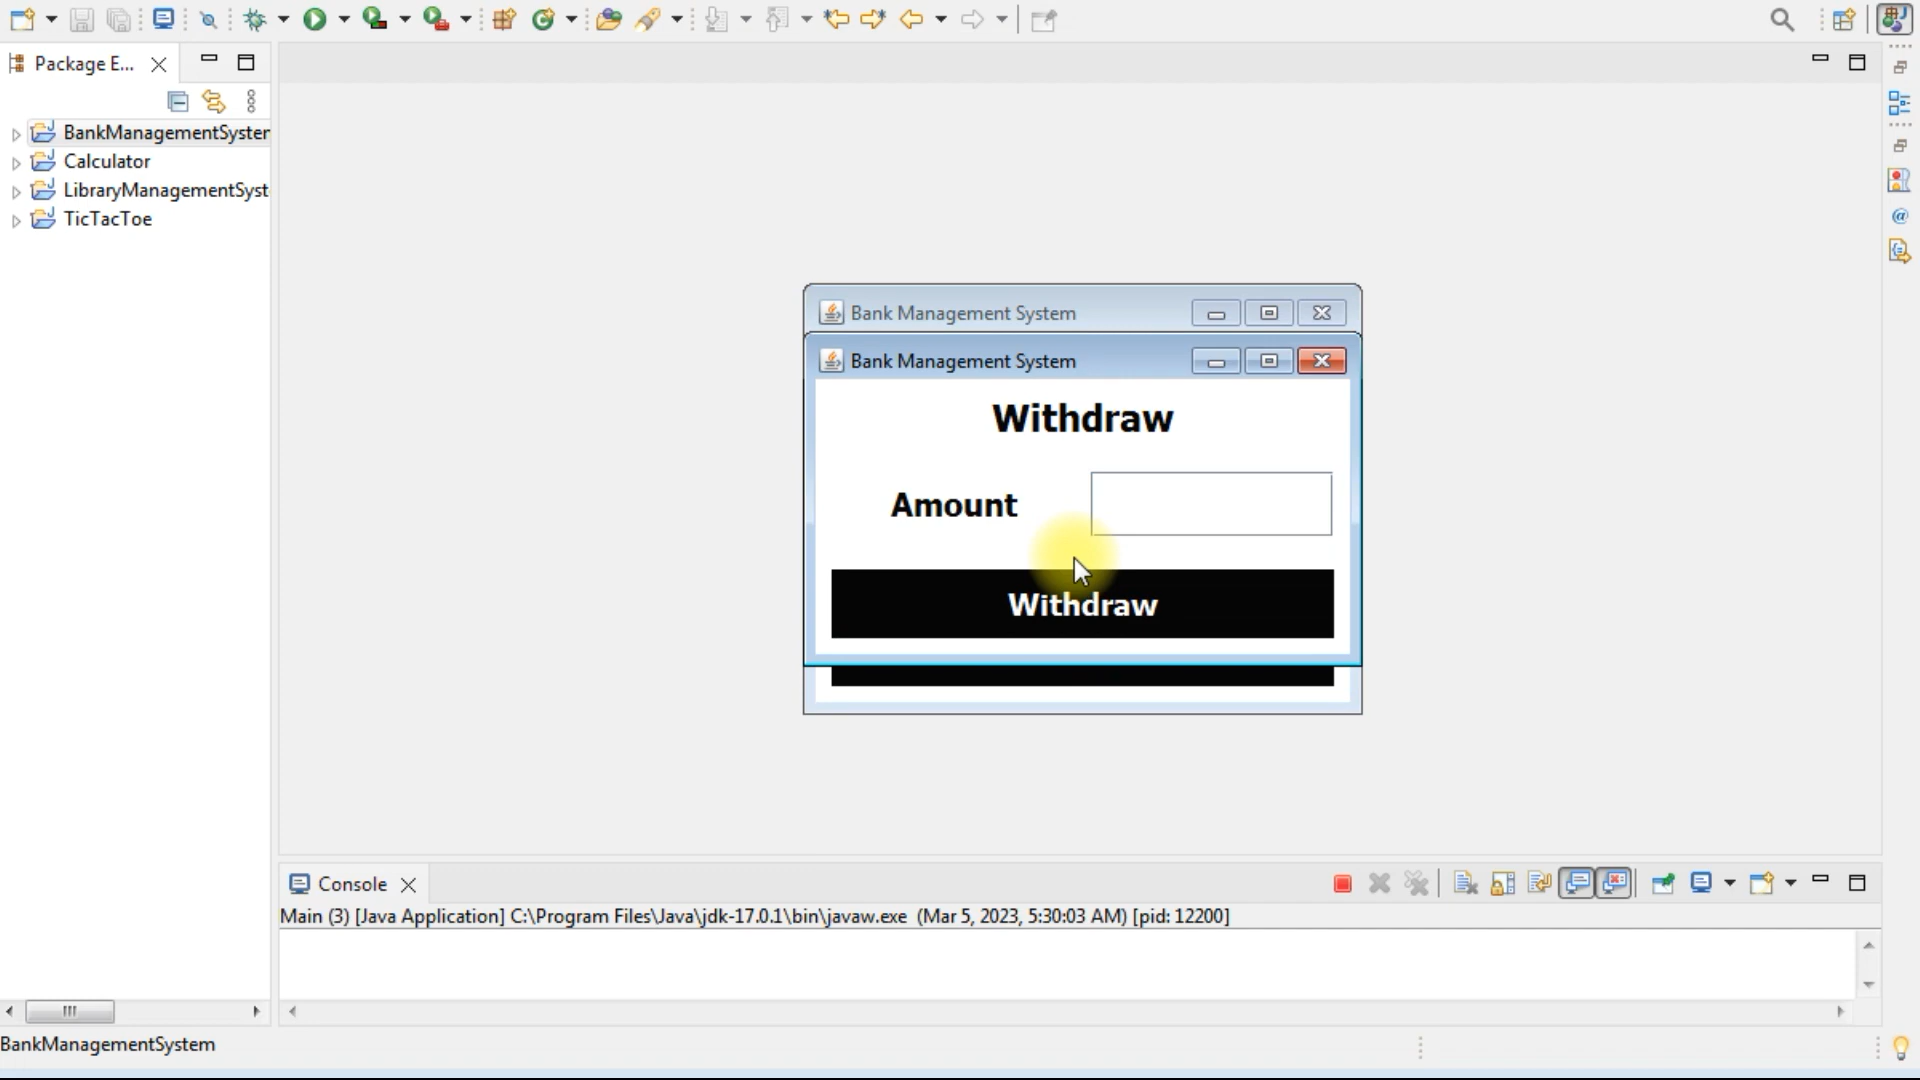 Package E...
BankManagementSyster
Calculator
LibraryManagementSyst
TicTacToe
Bank Management System
Bank Management System
Withdraw
Amount
Withdraw
Console
Main (3) [Java Application] C:\Program Files\Java\jdk-17.0.1\bin\javaw.exe (Mar 5, 2023, 5:30:03 AM) [pid: 12200]
BankManagementSystem